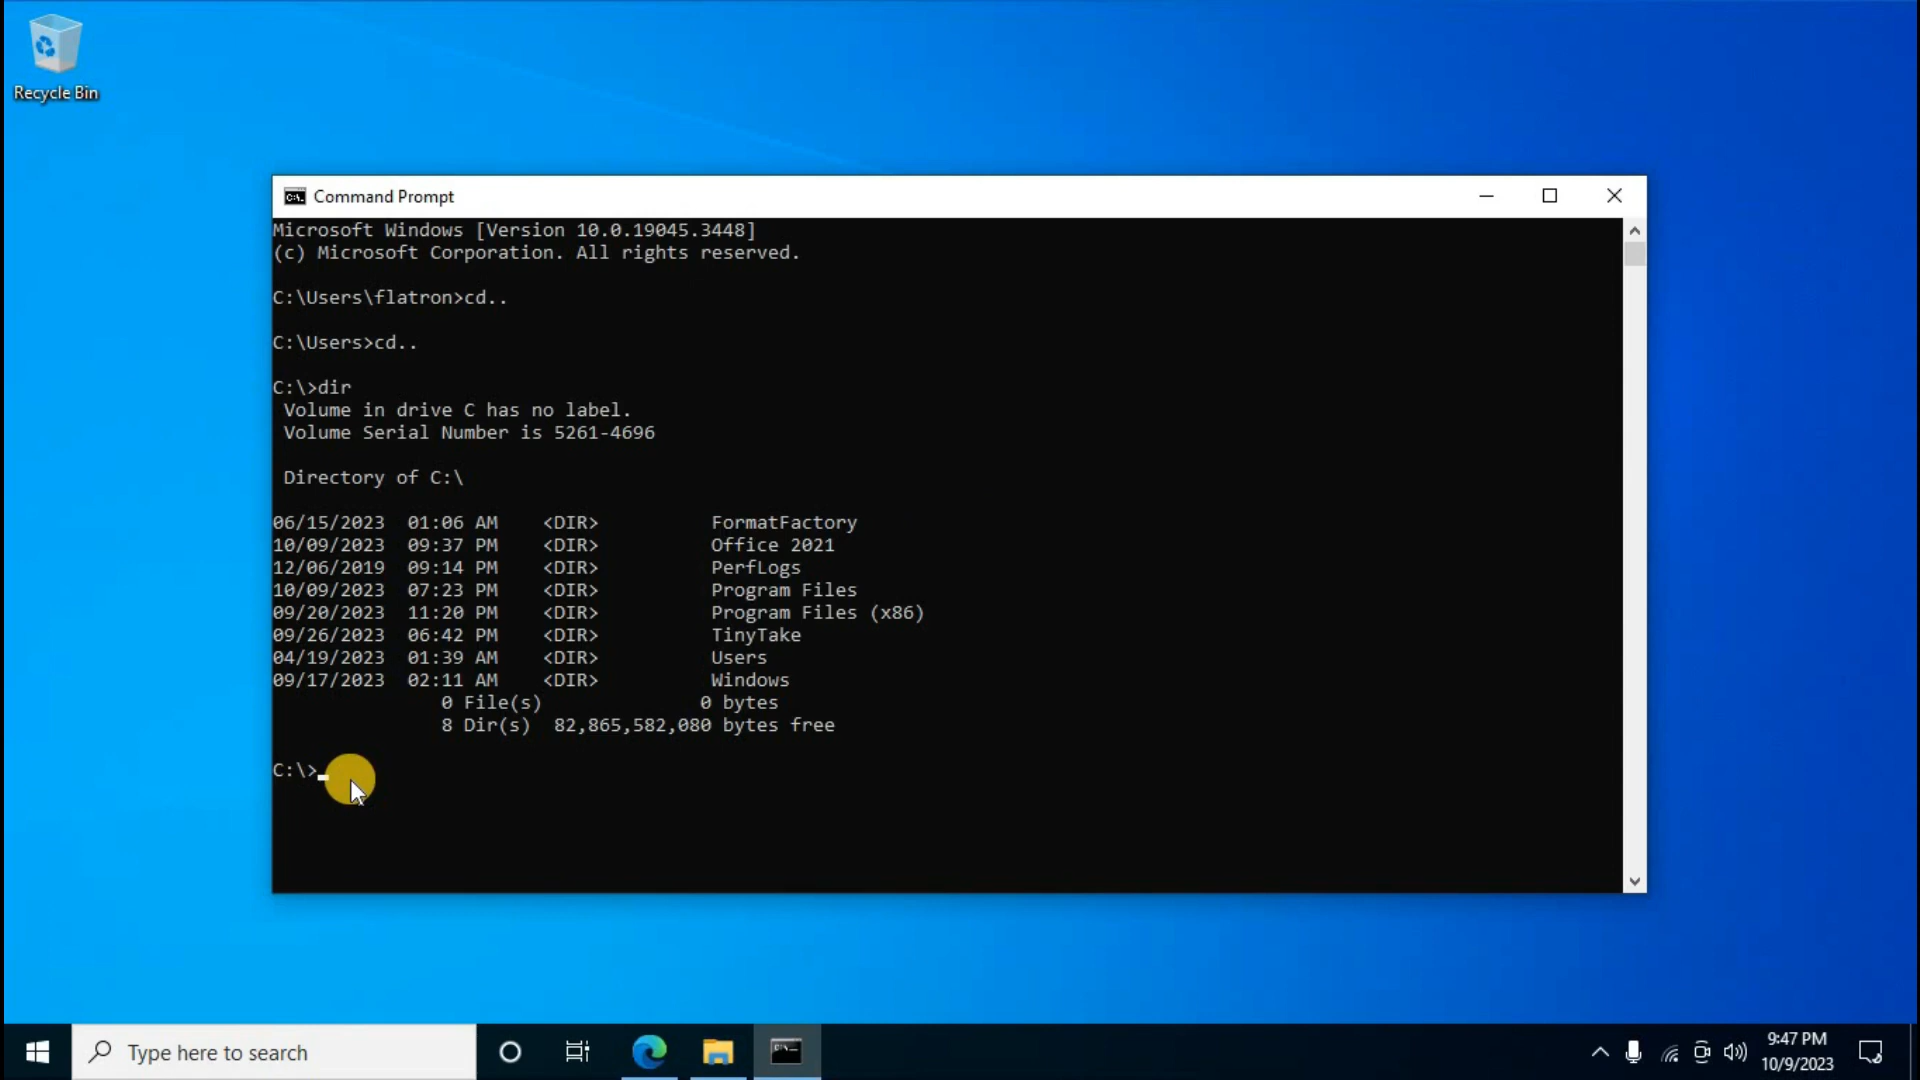 Recycle Bin
Command Prompt
Microsoft Windows [Version 10.0.19045.3448]
(c) Microsoft Corporation. All rights reserved.
C:\Users\flatron>cd..
C:\Users>cd..
C:\>dir
Volume in drive C has no label.
Volume Serial Number is 5261-4696
Directory of C:\
06/15/2023  01:06 AM    <DIR>          FormatFactory
10/09/2023  09:37 PM    <DIR>          Office 2021
12/06/2019  09:14 PM    <DIR>          PerfLogs
10/09/2023  07:23 PM    <DIR>          Program Files
09/20/2023  11:20 PM    <DIR>          Program Files (x86)
09/26/2023  06:42 PM    <DIR>          TinyTake
04/19/2023  01:39 AM    <DIR>          Users
09/17/2023  02:11 AM    <DIR>          Windows
0 File(s)              0 bytes
8 Dir(s)  82,865,582,080 bytes free
C:\>
Type here to search
9:47 PM
10/9/2023